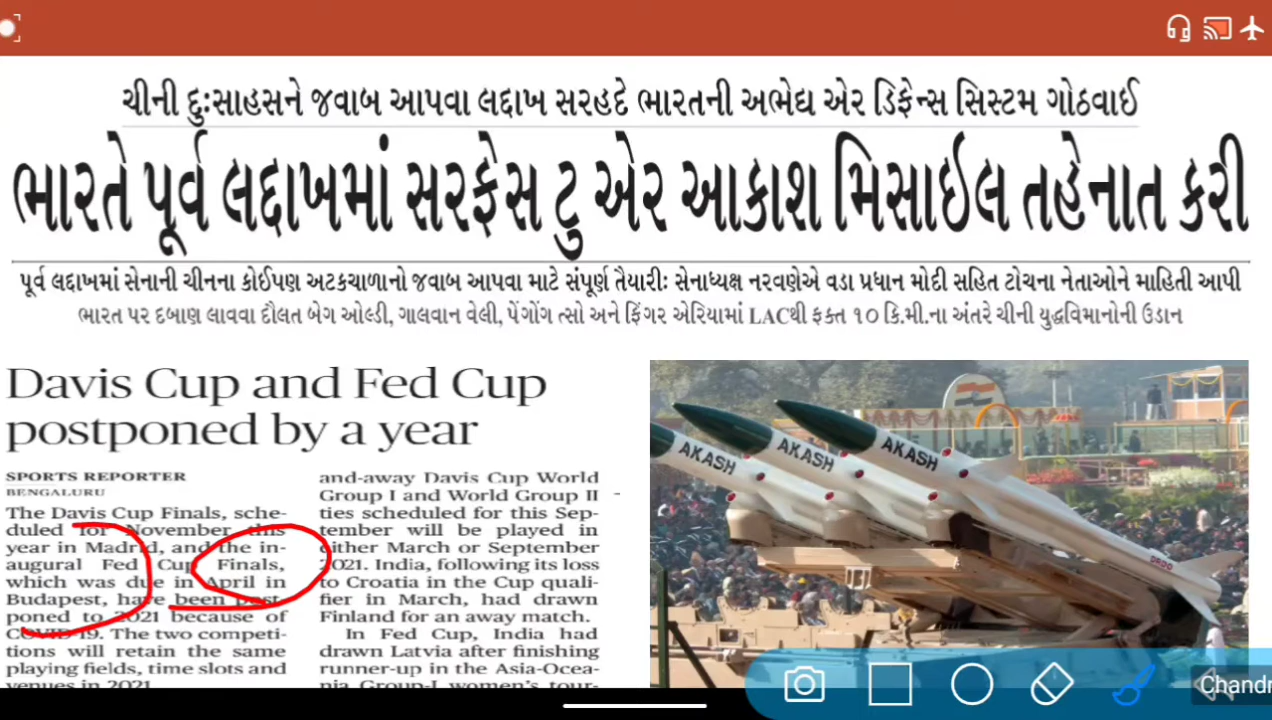 ચીની દુઃસાહસને જવાબ આપવા લદ્દાખ સરહદે ભારતની અભેદ્ય એર ડિફેન્સ સિસ્ટમ ગોઠવાઈ
ભારતે પૂર્વ લદ્દાખમાં સરફેસ ટુ એર આકાશ મિસાઇલ તહેનાત કરી
પૂર્વ લદ્દાખમાં સેનાની ચીનના કોઈપણ અટકચાળાનો જવાબ આપવા માટે સંપૂર્ણ તૈયારીઃ સેનાધ્યક્ષ નરવણેએ વડા પ્રધાન મોદી સહિત ટોચના નેતાઓને માહિતી આપી
ભારત પર દબાણ લાવવા દૌલત બેગ ઓલ્ડી, ગાલવાન વેલી, પેંગોંગ ત્સો અને ફિંગર એરિયામાં LACથી ફક્ત ૧૦ કિ.મી.ના અંતરે ચીની યુદ્ધવિમાનોની ઉડાન
Davis Cup and Fed Cup
postponed by a year
SPORTS REPORTER
BENGALURU
The Davis Cup Finals, sche-
duled for November this
year in Madrid, and the in-
augural Fed Cup Finals,
which was due in April in
Budapest, have been post-
poned to 2021 because of
COVID-19. The two competi-
tions will retain the same
playing fields, time slots and
venues in 2021
and-away Davis Cup World
Group I and World Group II
ties scheduled for this Sep-
tember will be played in
either March or September
2021. India, following its loss
to Croatia in the Cup quali-
fier in March, had drawn
Finland for an away match.
In Fed Cup, India had
drawn Latvia after finishing
runner-up in the Asia-Ocea-
nia Group-I women's tour-
AKASH
AKASH
AKASH
DRDO
Chandr